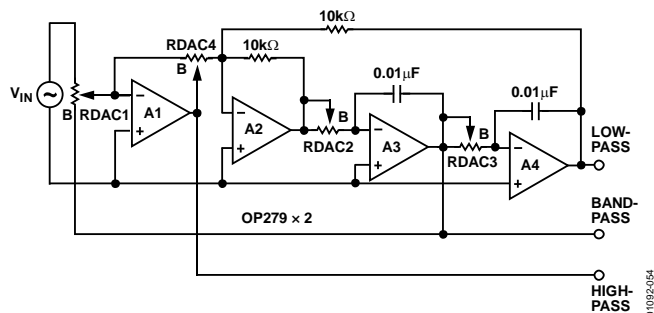 10kΩ
RDAC4
10kΩ
B
0.01µF
0.01µF
V_IN
~
B
RDAC1
−
+
A1
−
+
A2
B
RDAC2
−
+
A3
B
RDAC3
−
+
A4
LOW-
PASS
BAND-
PASS
OP279 × 2
HIGH-
PASS
01092-054